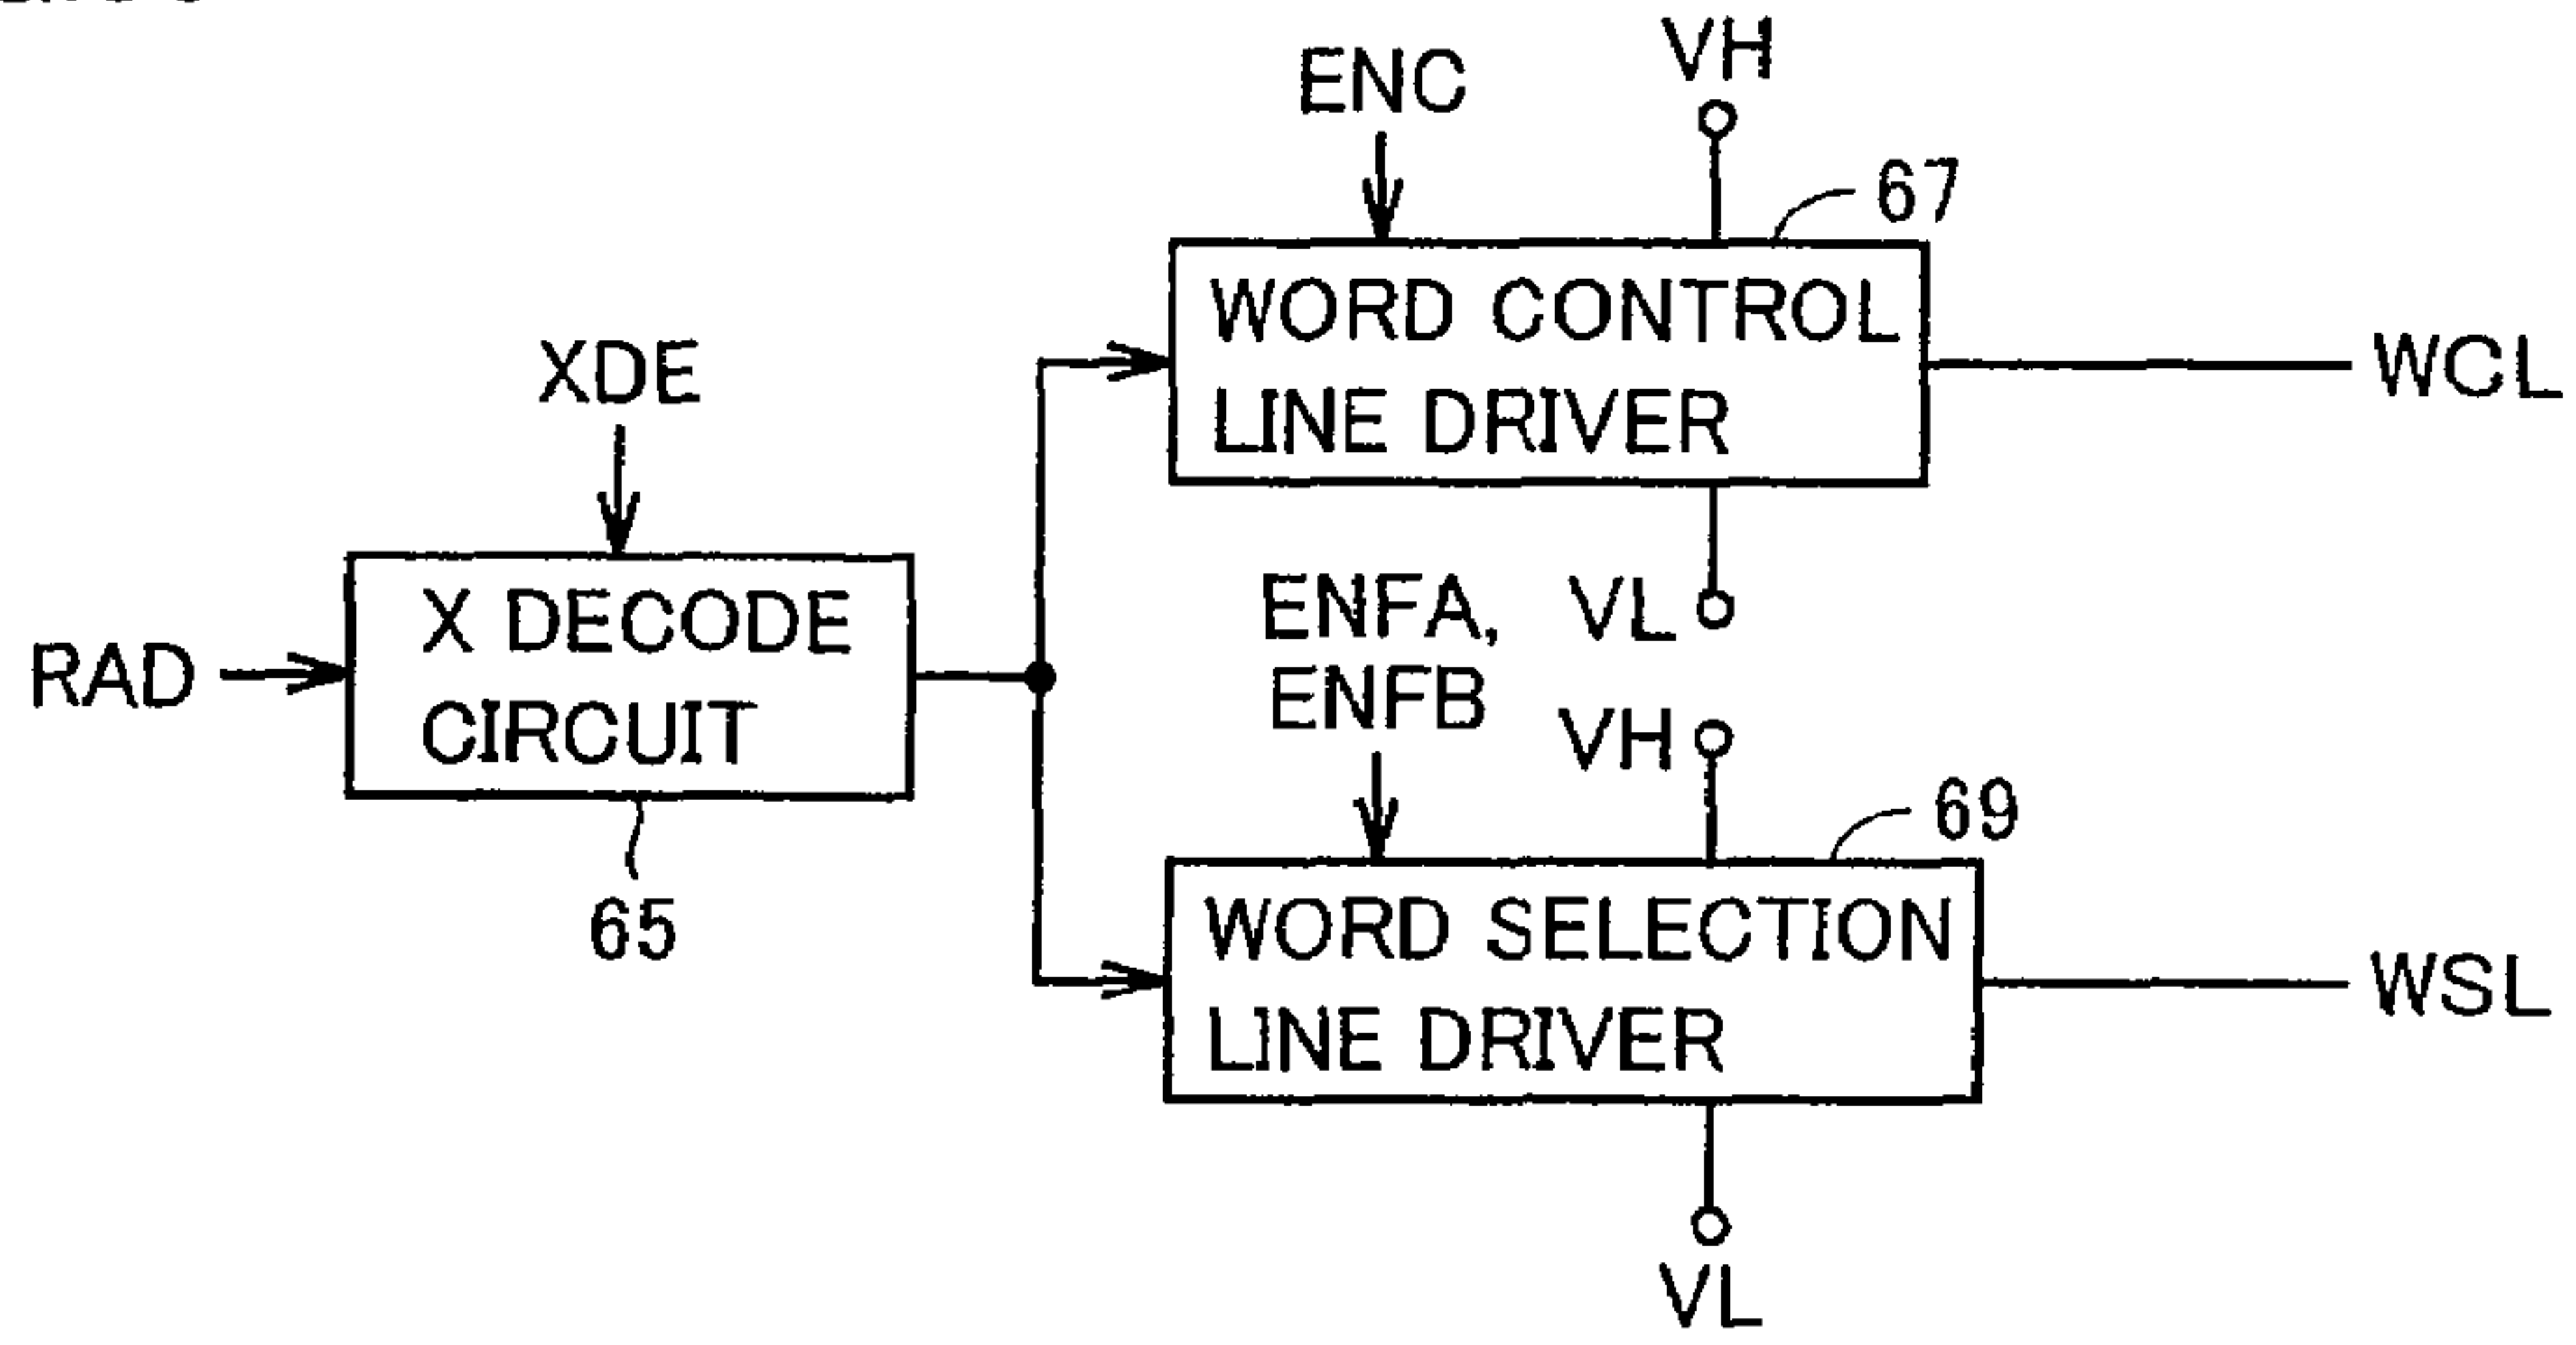 VH
ENC
67
WORD CONTROL
LINE DRIVER
WCL
XDE
X DECODE
CIRCUIT
RAD
65
ENFA,
ENFB
VL
VH
69
WORD SELECTION
LINE DRIVER
WSL
VL